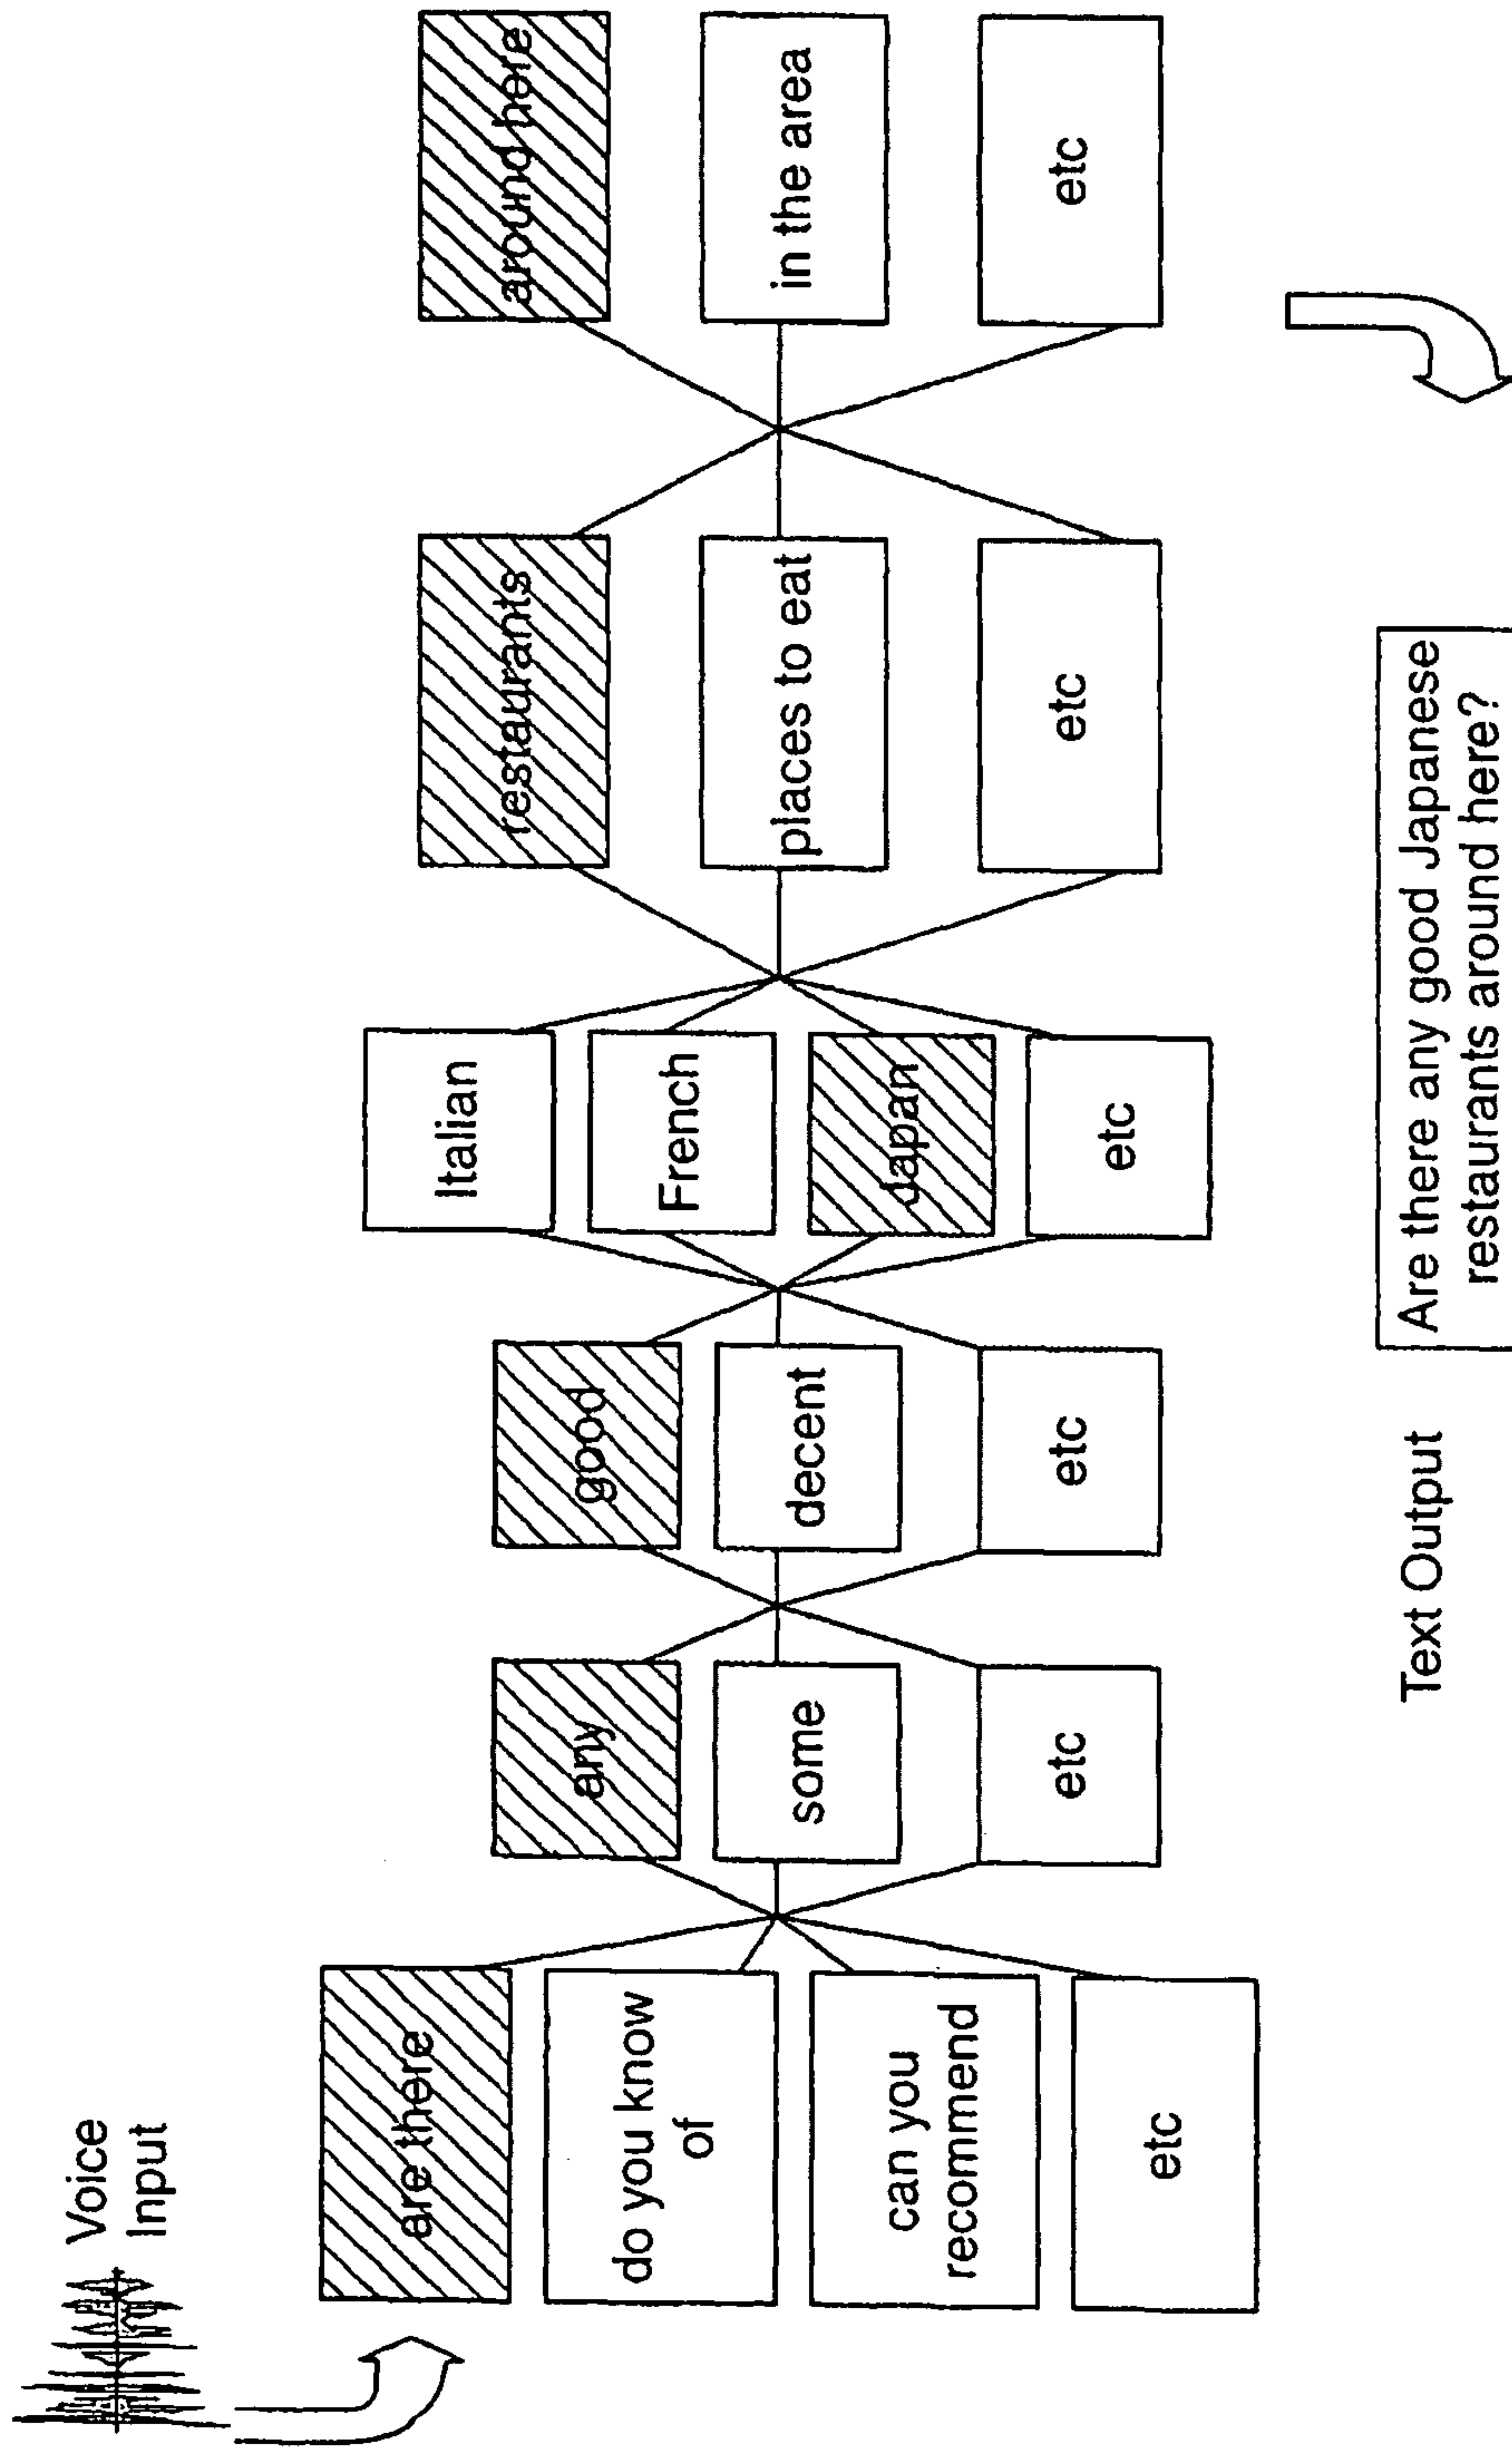 Voice
Input
are there
do you know
of
can you
recommend
etc
any
some
etc
good
decent
etc
Italian
French
Japan
etc
restaurants
places to eat
etc
around here
in the area
etc
Text Output
Are there any good Japanese
restaurants around here?